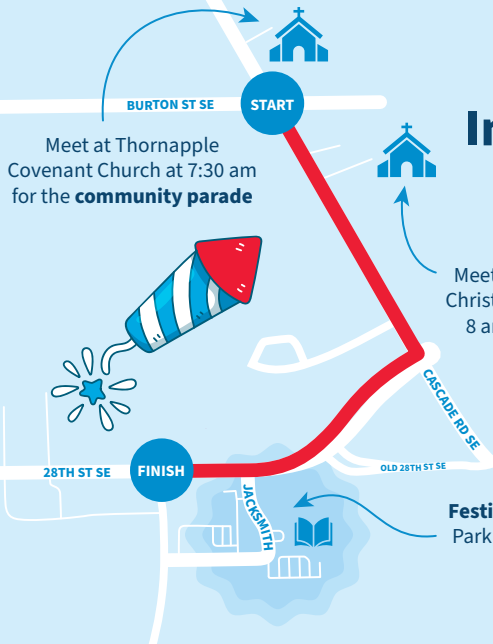 BURTON ST SE
START
In
Meet at Thornapple
Covenant Church at 7:30 am
for the community parade
Meet
Christ
8 a
CASCADE RD SE
OLD 28TH ST SE
28TH ST SE
FINISH
JACKSMITH
Festi
Park